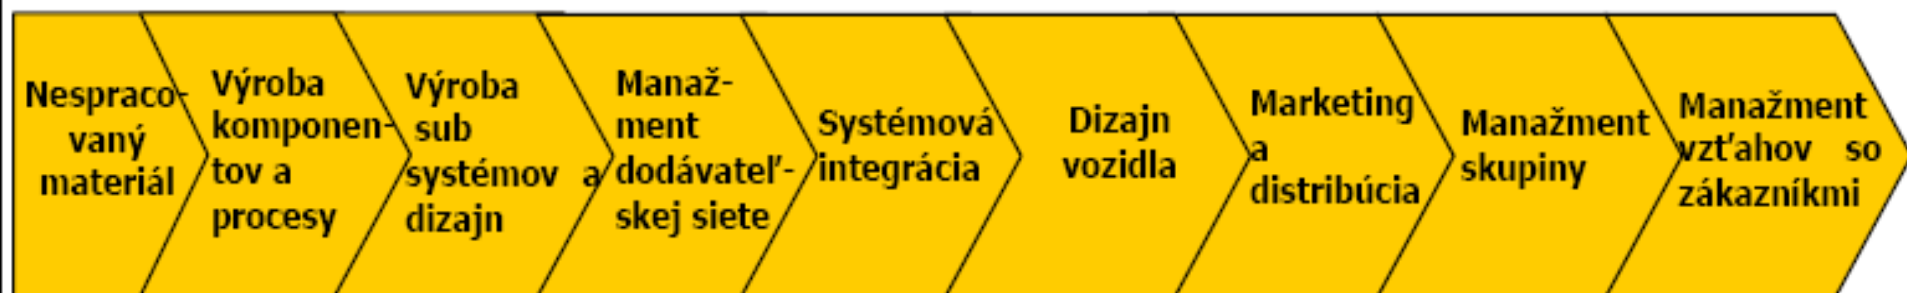 Nespraco-
vaný
materiál
Výroba
komponen-
tov a
procesy
Výroba
sub
systémov a
dizajn
Manaž-
ment
dodávateľ-
skej siete
Systémová
integrácia
Dizajn
vozidla
Marketing
a
distribúcia
Manažment
skupiny
Manažment
vzťahov so
zákazníkmi